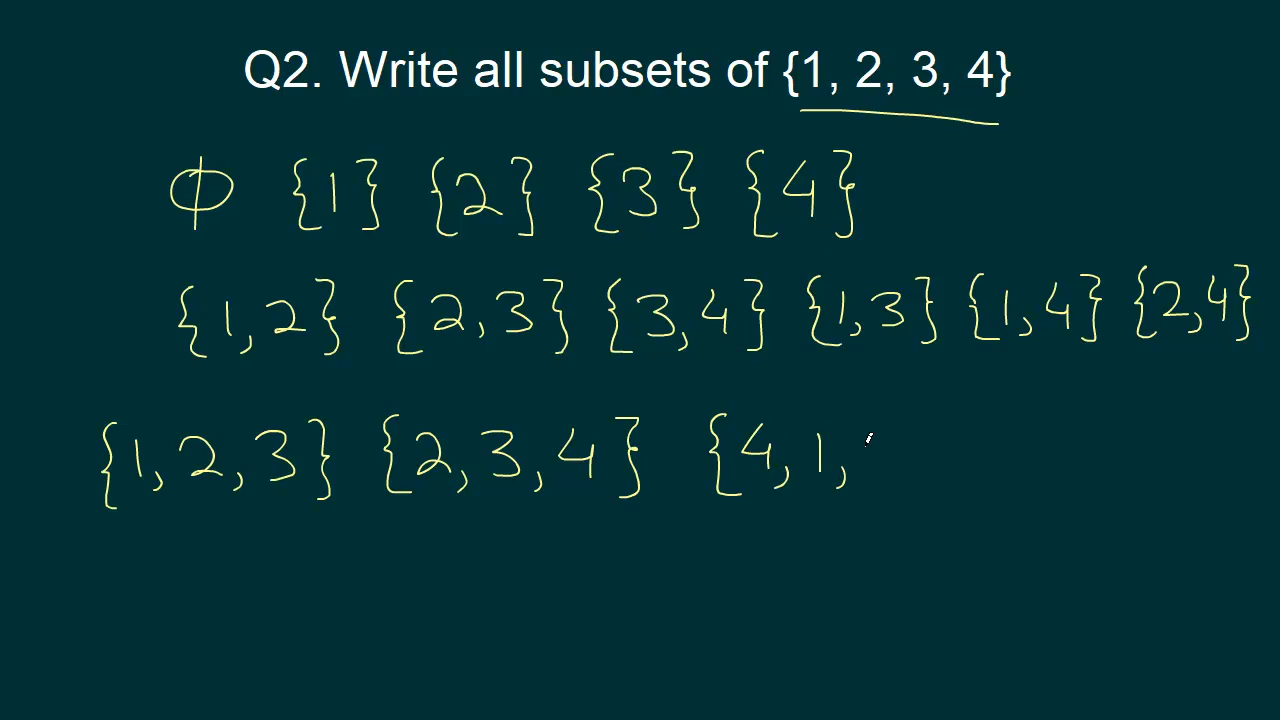 Q2. Write all subsets of {1, 2, 3, 4}
Φ {1} {2} {3} {4}
{1,2} {2,3} {3,4} {1,3} {1,4} {2,4}
{1,2,3} {2,3,4} {4,1,